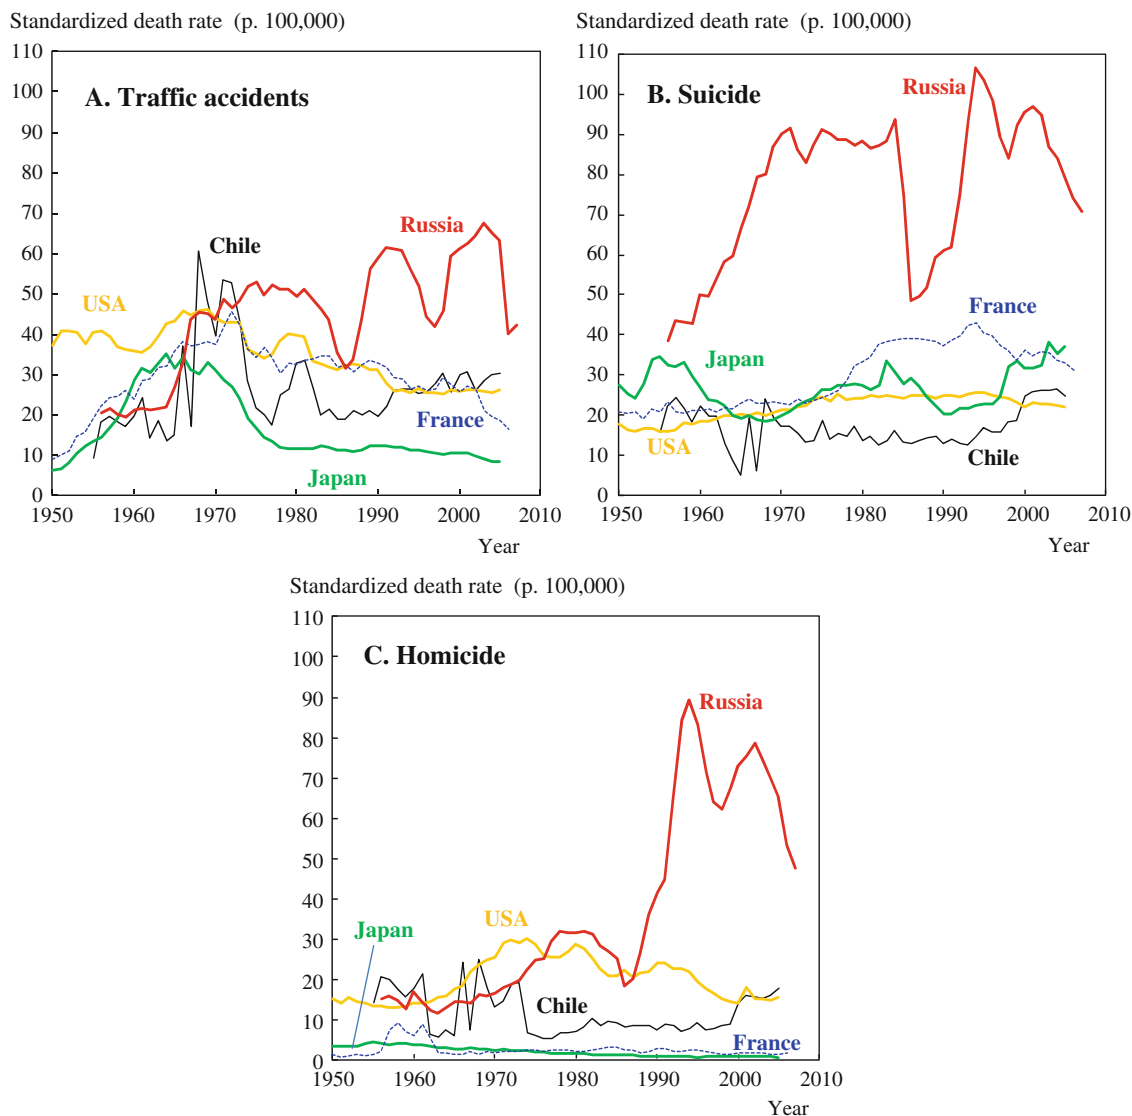 Standardized death rate (p. 100,000)
110
100
90
80
70
60
50
40
30
20
10
0
A. Traffic accidents
Russia
Chile
USA
France
Japan
1950 1960 1970 1980 1990 2000 2010
Year
Standardized death rate (p. 100,000)
110
100
90
80
70
60
50
40
30
20
10
0
B. Suicide
Russia
France
Japan
USA
Chile
1950 1960 1970 1980 1990 2000 2010
Year
Standardized death rate (p. 100,000)
110
100
90
80
70
60
50
40
30
20
10
0
C. Homicide
Russia
USA
Japan
Chile
France
1950 1960 1970 1980 1990 2000 2010
Year